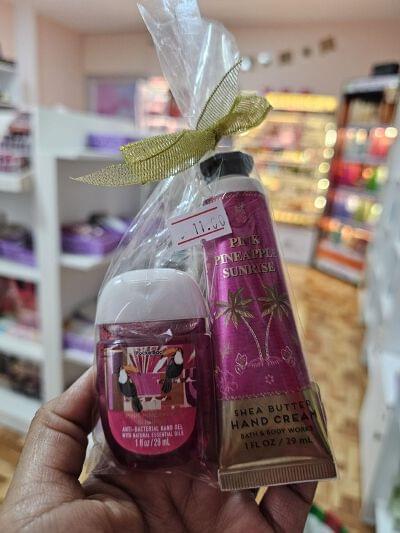 11.00
PINK
PINEAPPLE
SUNRISE
SHEA BUTTER
HAND CREAM
BATH & BODY WORKS
1 FL OZ / 29 mL
ANTI-BACTERIAL HAND GEL
WITH NATURAL ESSENTIAL OILS
1 fl oz / 29 mL